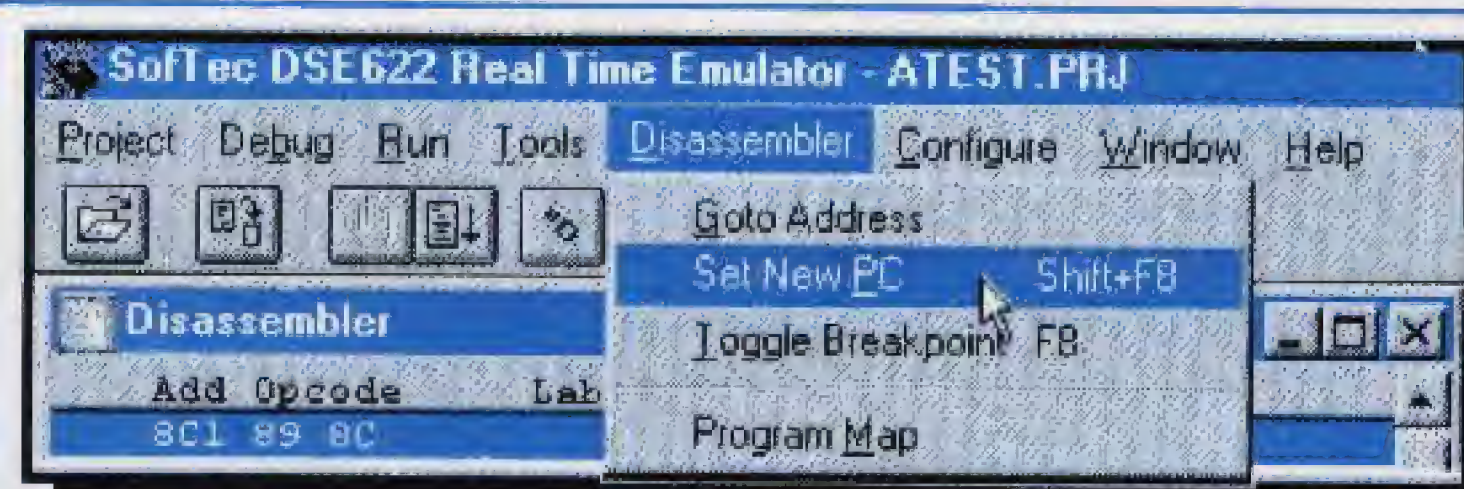 SofTec DSE622 Real Time Emulator - ATEST.PRJ
Project Debug Run Tools Disassembler Configure Window Help
Goto Address
Set New PC Shift+F8
Toggle Breakpoint F8
Program Map
Disassembler
Add Opcode Lab
8C1 89 8C